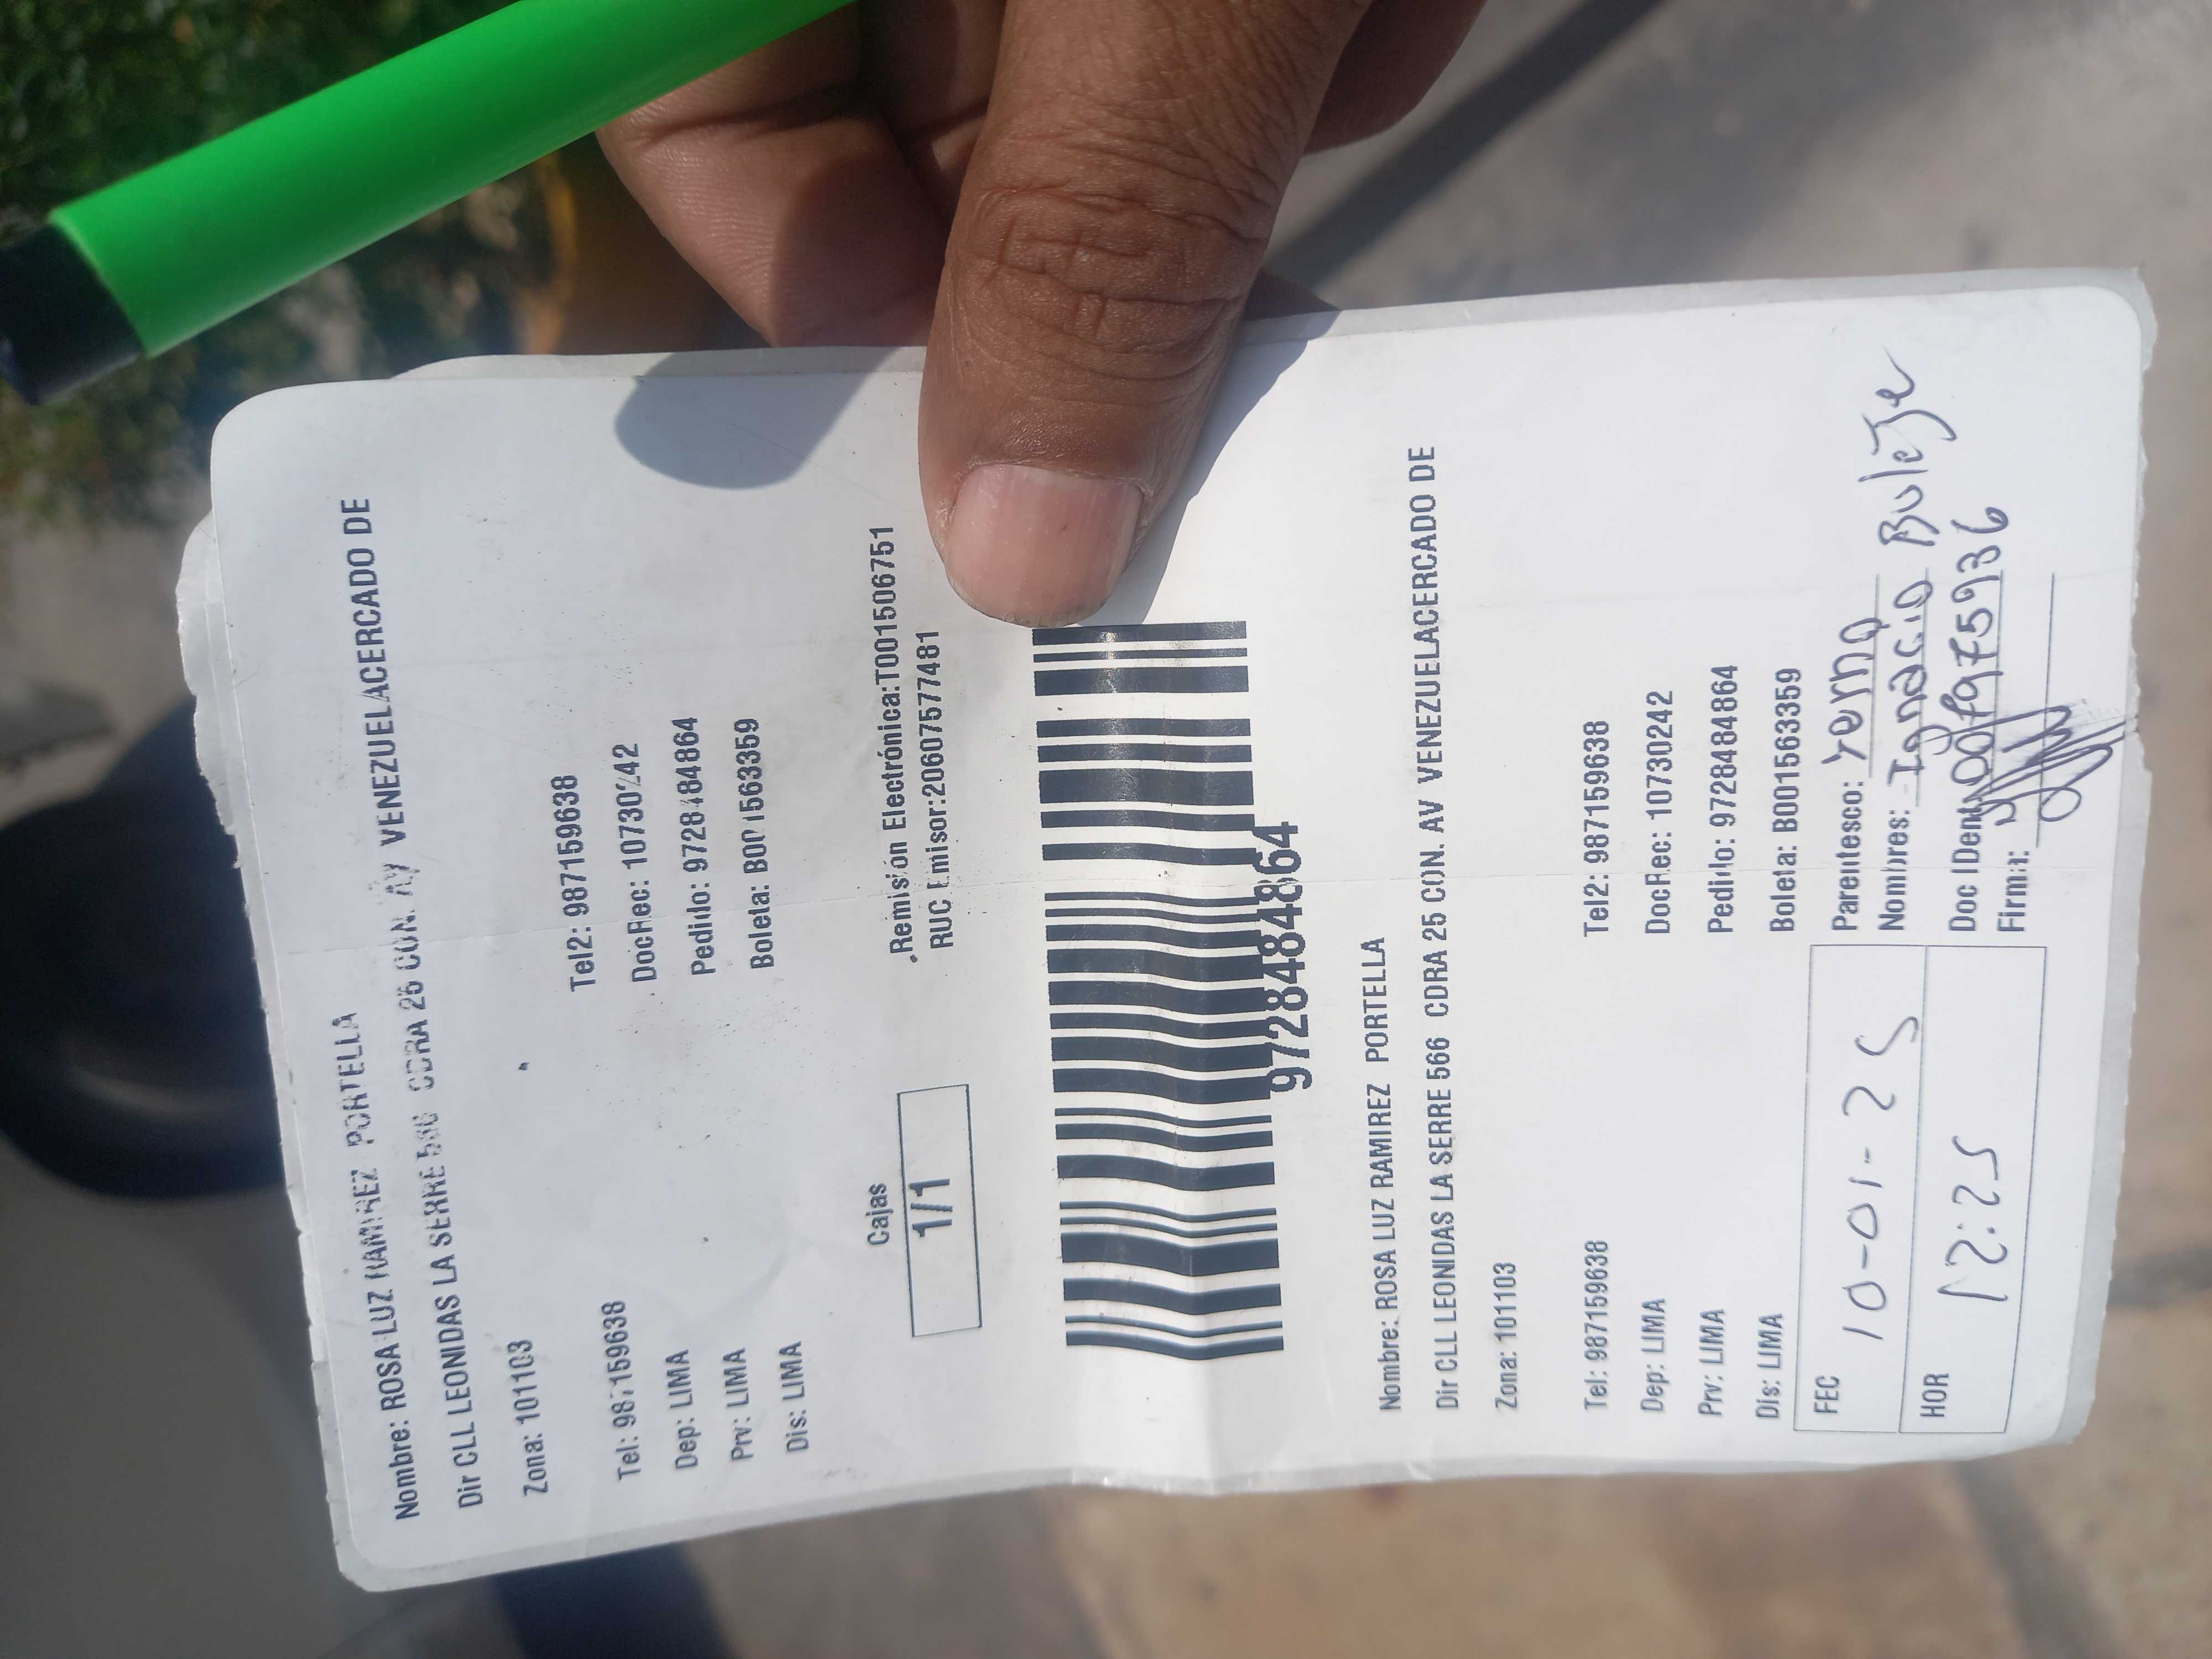 Nombre: ROSA LUZ RAMIREZ PORTELLA
Dir CLL LEONIDAS LA SERRE 566 CDRA 25 CON. AV VENEZUELACERCADO DE
Zona: 101103
Tel: 987159638 Tel2: 987159638
Dep: LIMA DocRec: 10730242
Prv: LIMA Pedido: 9728484864
Dis: LIMA Boleta: B001563359
Cajas
1/1
Remisión Electrónica:T001506751
RUC Emisor:20607577481
9728484864
Nombre: ROSA LUZ RAMIREZ PORTELLA
Dir CLL LEONIDAS LA SERRE 566 CDRA 25 CON. AV VENEZUELACERCADO DE
Zona: 101103
Tel: 987159638 Tel2: 987159638
Dep: LIMA DocRec: 10730242
Prv: LIMA Pedido: 9728484864
Dis: LIMA Boleta: B001563359
FEC 10-01-25
HOR 12:25
Parentesco: Yerno
Nombres: Ignacio
Doc IDent
Firma: